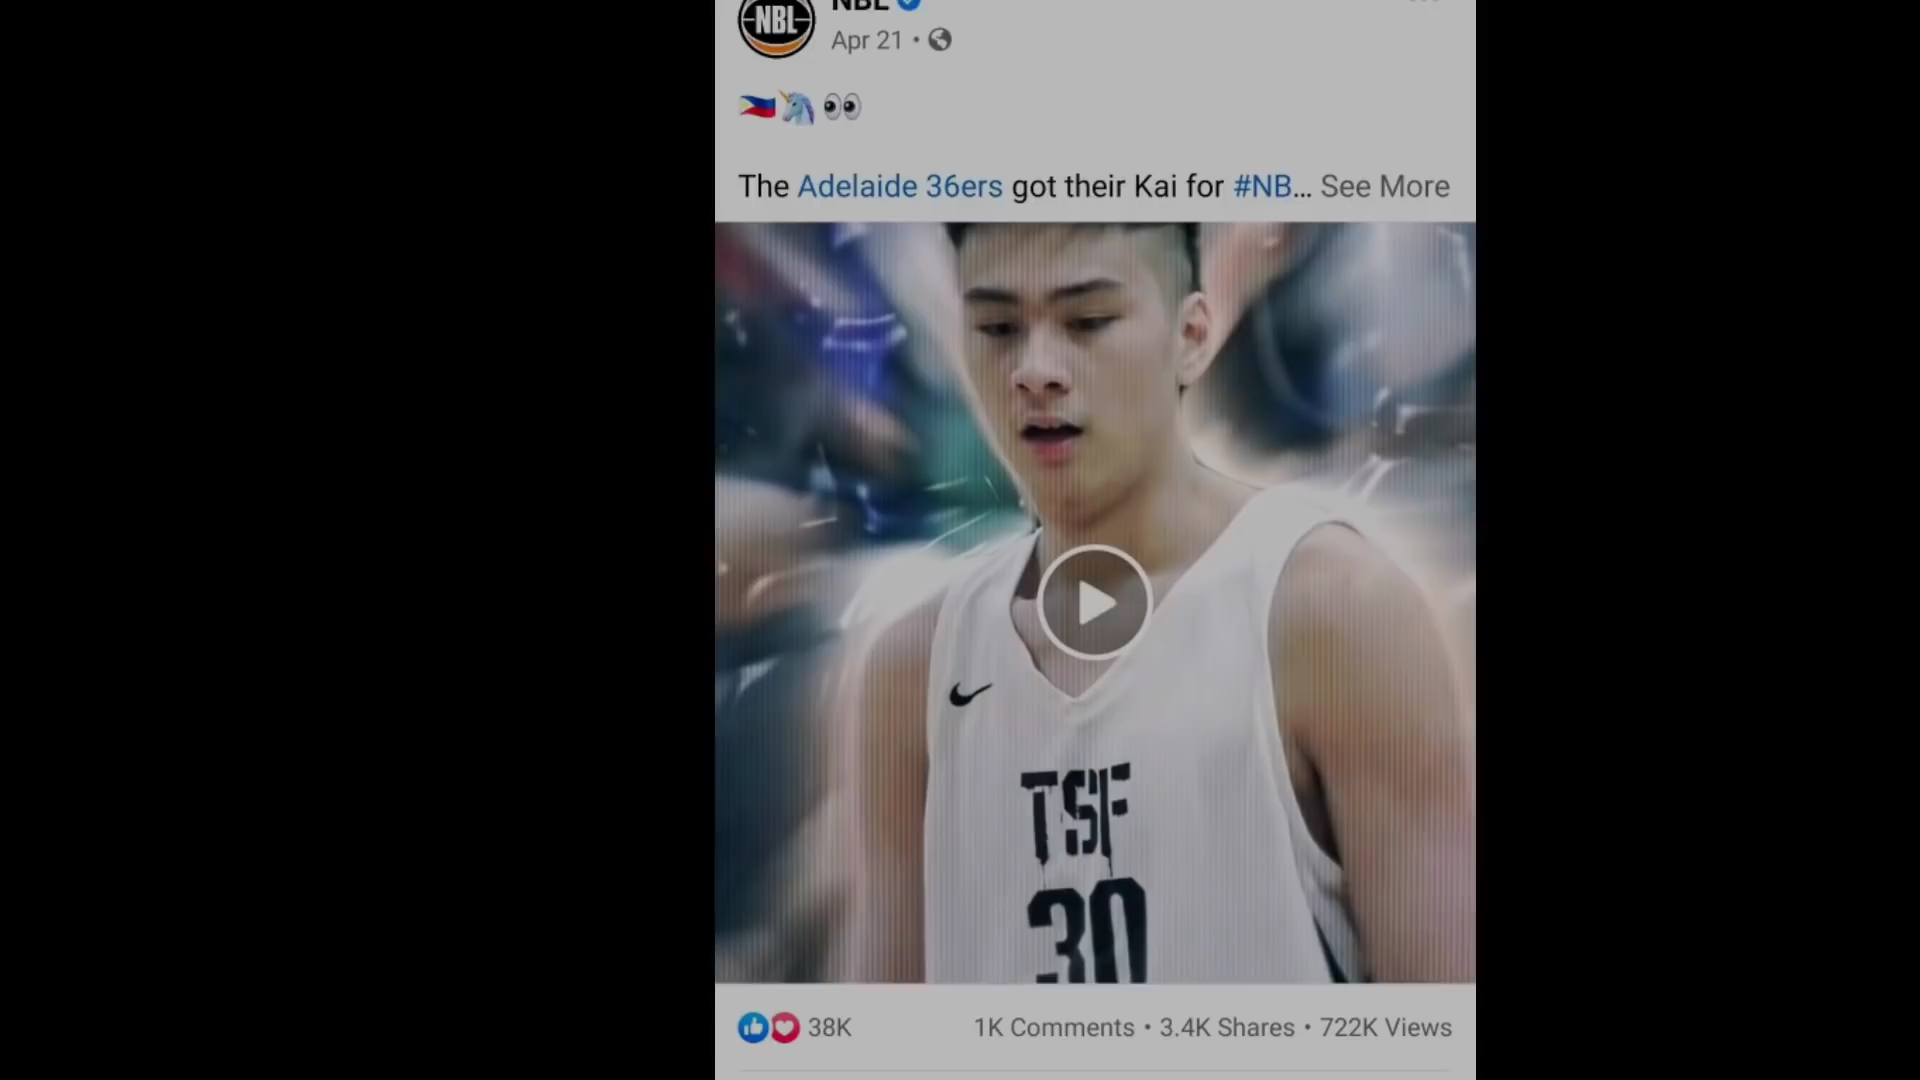 NBL
NBL
Apr 21 •
The Adelaide 36ers got their Kai for #NB... See More
TSF
30
38K 1K Comments • 3.4K Shares • 722K Views